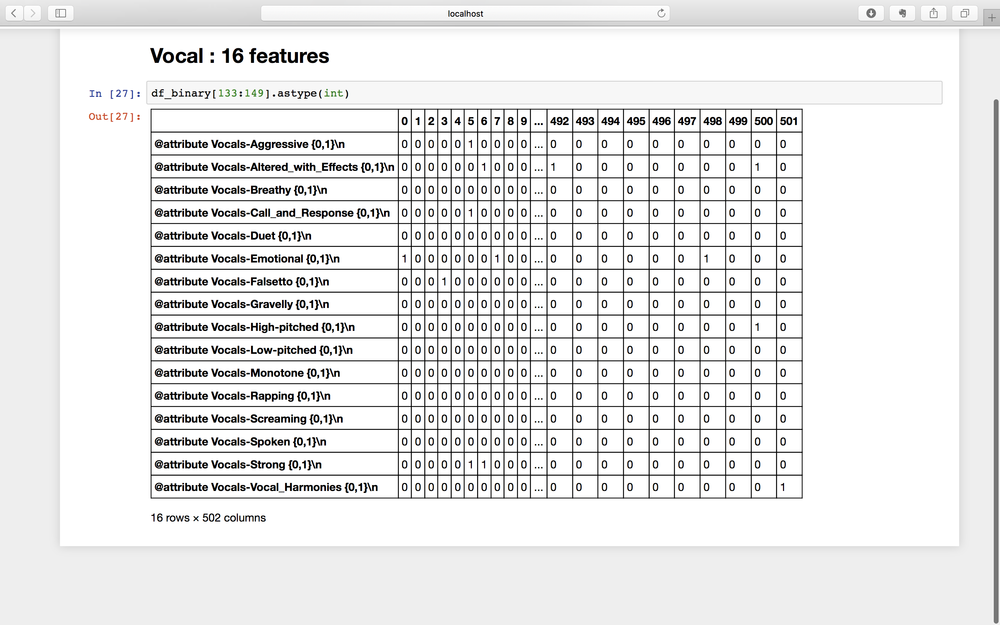 localhost
Vocal : 16 features
In [27]: df_binary[133:149].astype(int)
Out[27]:
0 1 2 3 4 5 6 7 8 9 ... 492 493 494 495 496 497 498 499 500 501
@attribute Vocals-Aggressive {0,1}\n 0 0 0 0 0 1 0 0 0 0 ... 0 0 0 0 0 0 0 0 0 0
@attribute Vocals-Altered_with_Effects {0,1}\n 0 0 0 0 0 0 1 0 0 0 ... 1 0 0 0 0 0 0 0 1 0
@attribute Vocals-Breathy {0,1}\n 0 0 0 0 0 0 0 0 0 0 ... 0 0 0 0 0 0 0 0 0 0
@attribute Vocals-Call_and_Response {0,1}\n 0 0 0 0 0 1 0 0 0 0 ... 0 0 0 0 0 0 0 0 0 0
@attribute Vocals-Duet {0,1}\n 0 0 0 0 0 0 0 0 0 0 ... 0 0 0 0 0 0 0 0 0 0
@attribute Vocals-Emotional {0,1}\n 1 0 0 0 0 0 0 1 0 0 ... 0 0 0 0 0 0 1 0 0 0
@attribute Vocals-Falsetto {0,1}\n 0 0 0 1 0 0 0 0 0 0 ... 0 0 0 0 0 0 0 0 0 0
@attribute Vocals-Gravelly {0,1}\n 0 0 0 0 0 0 0 0 0 0 ... 0 0 0 0 0 0 0 0 0 0
@attribute Vocals-High-pitched {0,1}\n 0 0 0 0 0 0 0 0 0 0 ... 0 0 0 0 0 0 0 0 1 0
@attribute Vocals-Low-pitched {0,1}\n 0 0 0 0 0 0 0 0 0 0 ... 0 0 0 0 0 0 0 0 0 0
@attribute Vocals-Monotone {0,1}\n 0 0 0 0 0 0 0 0 0 0 ... 0 0 0 0 0 0 0 0 0 0
@attribute Vocals-Rapping {0,1}\n 0 0 0 0 0 0 0 0 0 0 ... 0 0 0 0 0 0 0 0 0 0
@attribute Vocals-Screaming {0,1}\n 0 0 0 0 0 0 0 0 0 0 ... 0 0 0 0 0 0 0 0 0 0
@attribute Vocals-Spoken {0,1}\n 0 0 0 0 0 0 0 0 0 0 ... 0 0 0 0 0 0 0 0 0 0
@attribute Vocals-Strong {0,1}\n 0 0 0 0 0 1 1 0 0 0 ... 0 0 0 0 0 0 0 0 0 0
@attribute Vocals-Vocal_Harmonies {0,1}\n 0 0 0 0 0 0 0 0 0 0 ... 0 0 0 0 0 0 0 0 0 1
16 rows × 502 columns